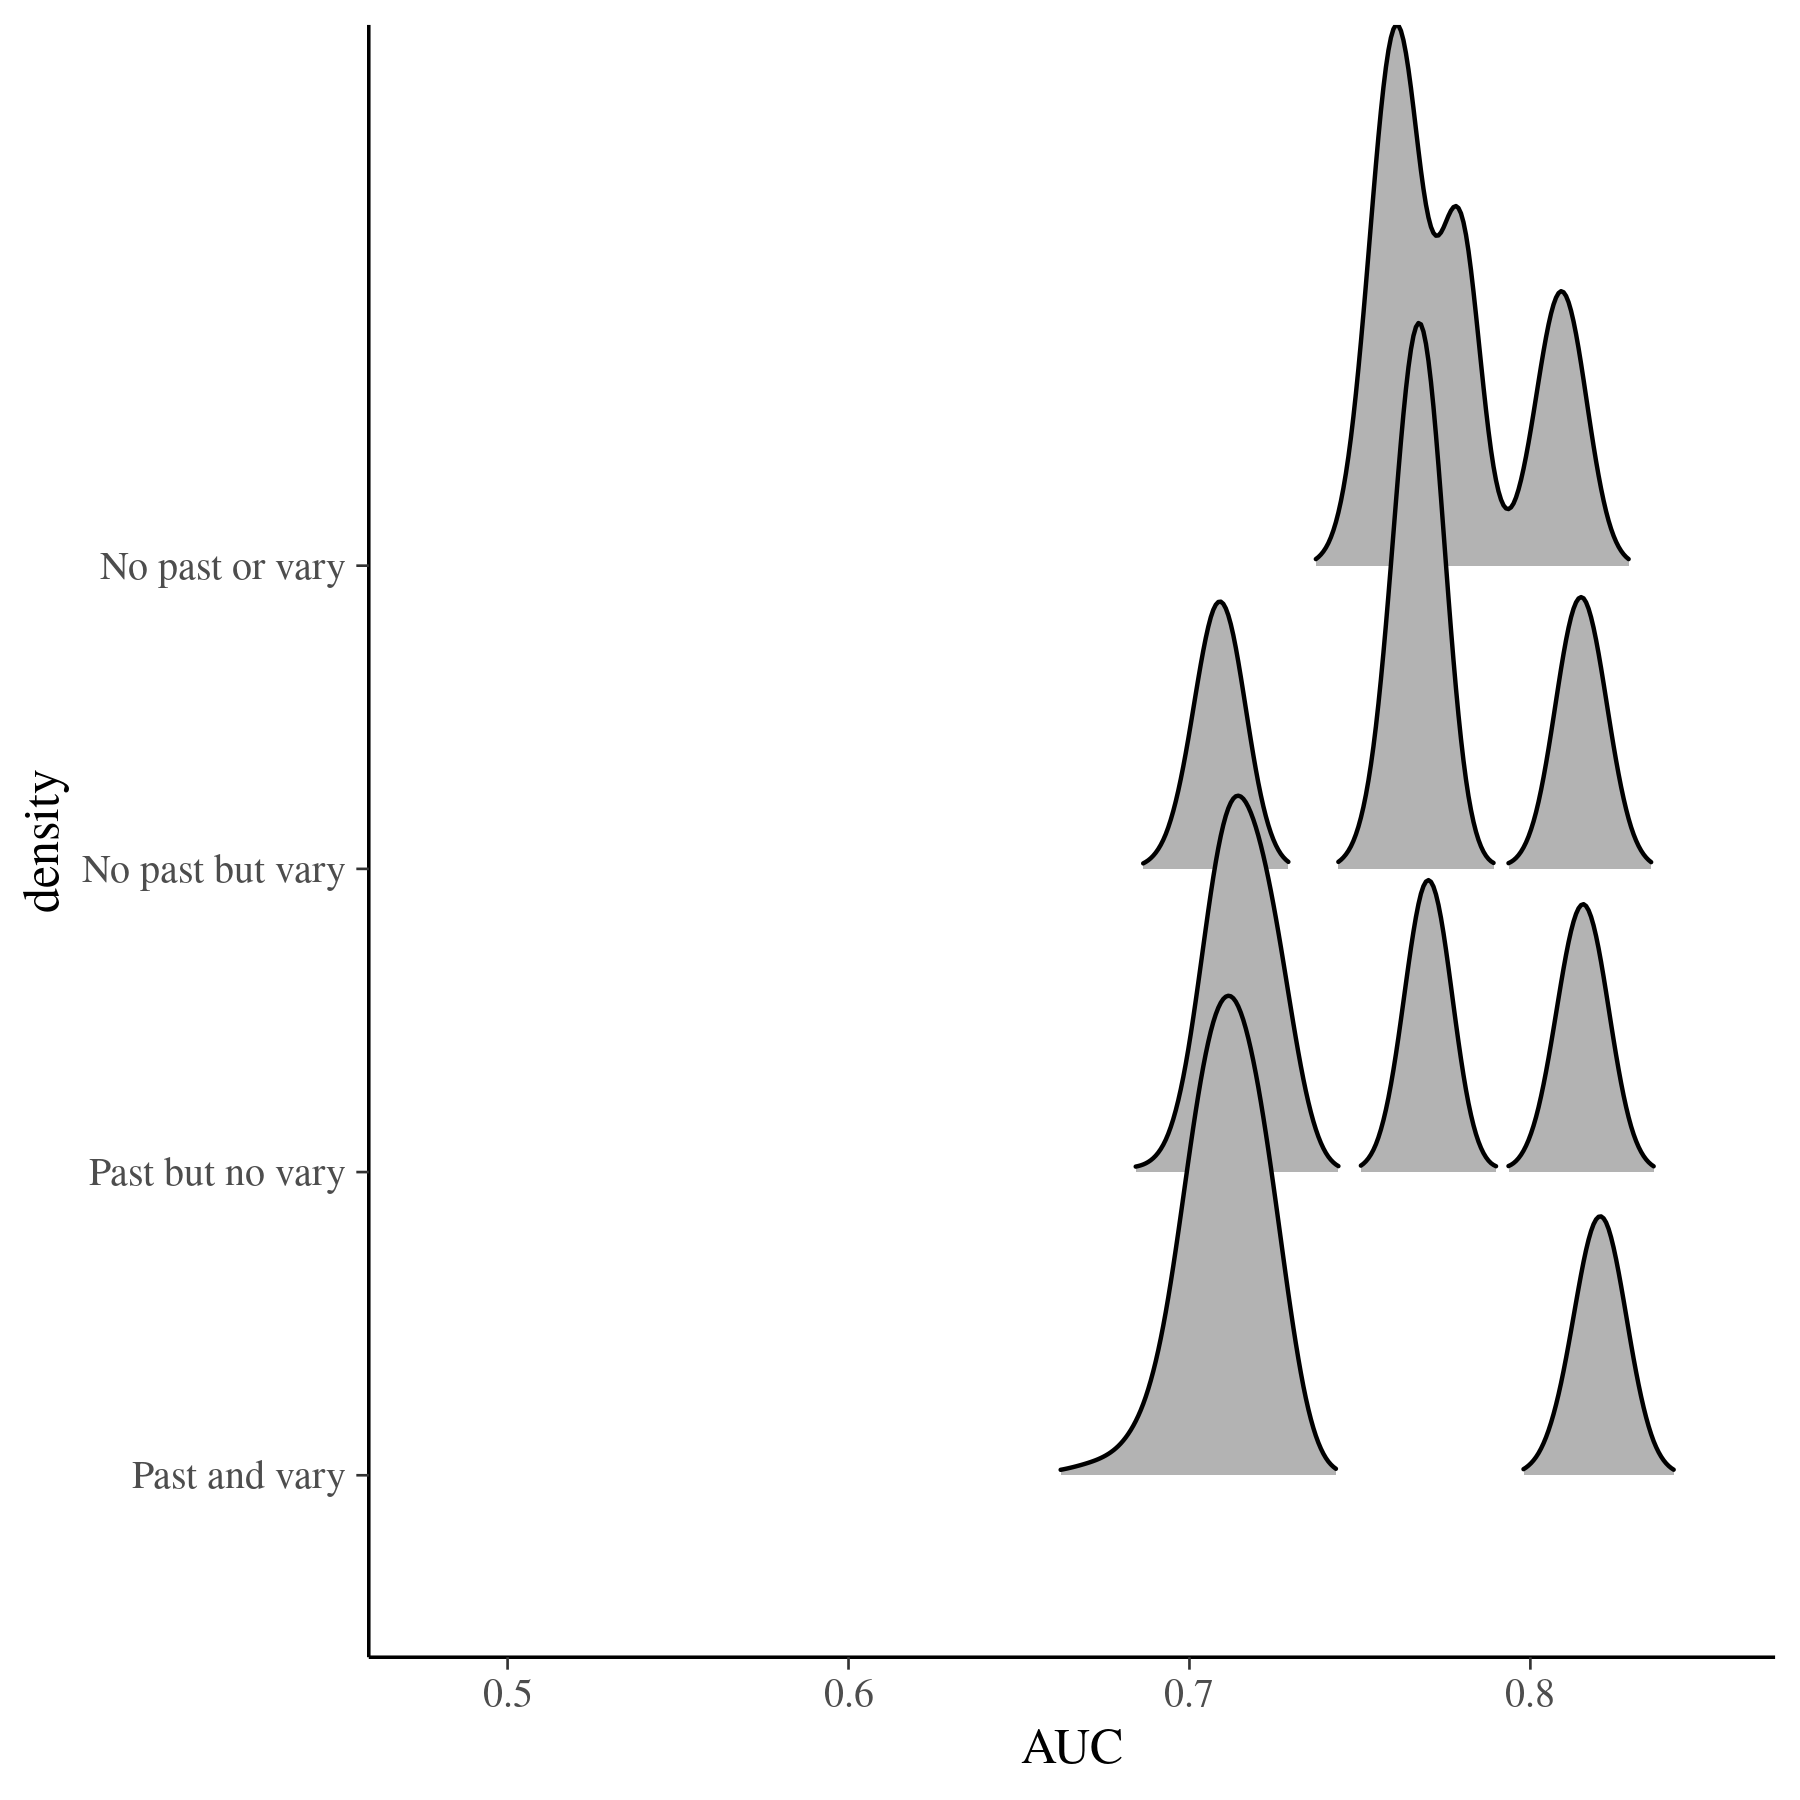 density
No past or vary
No past but vary
Past but no vary
Past and vary
0.5 0.6 0.7 0.8
AUC